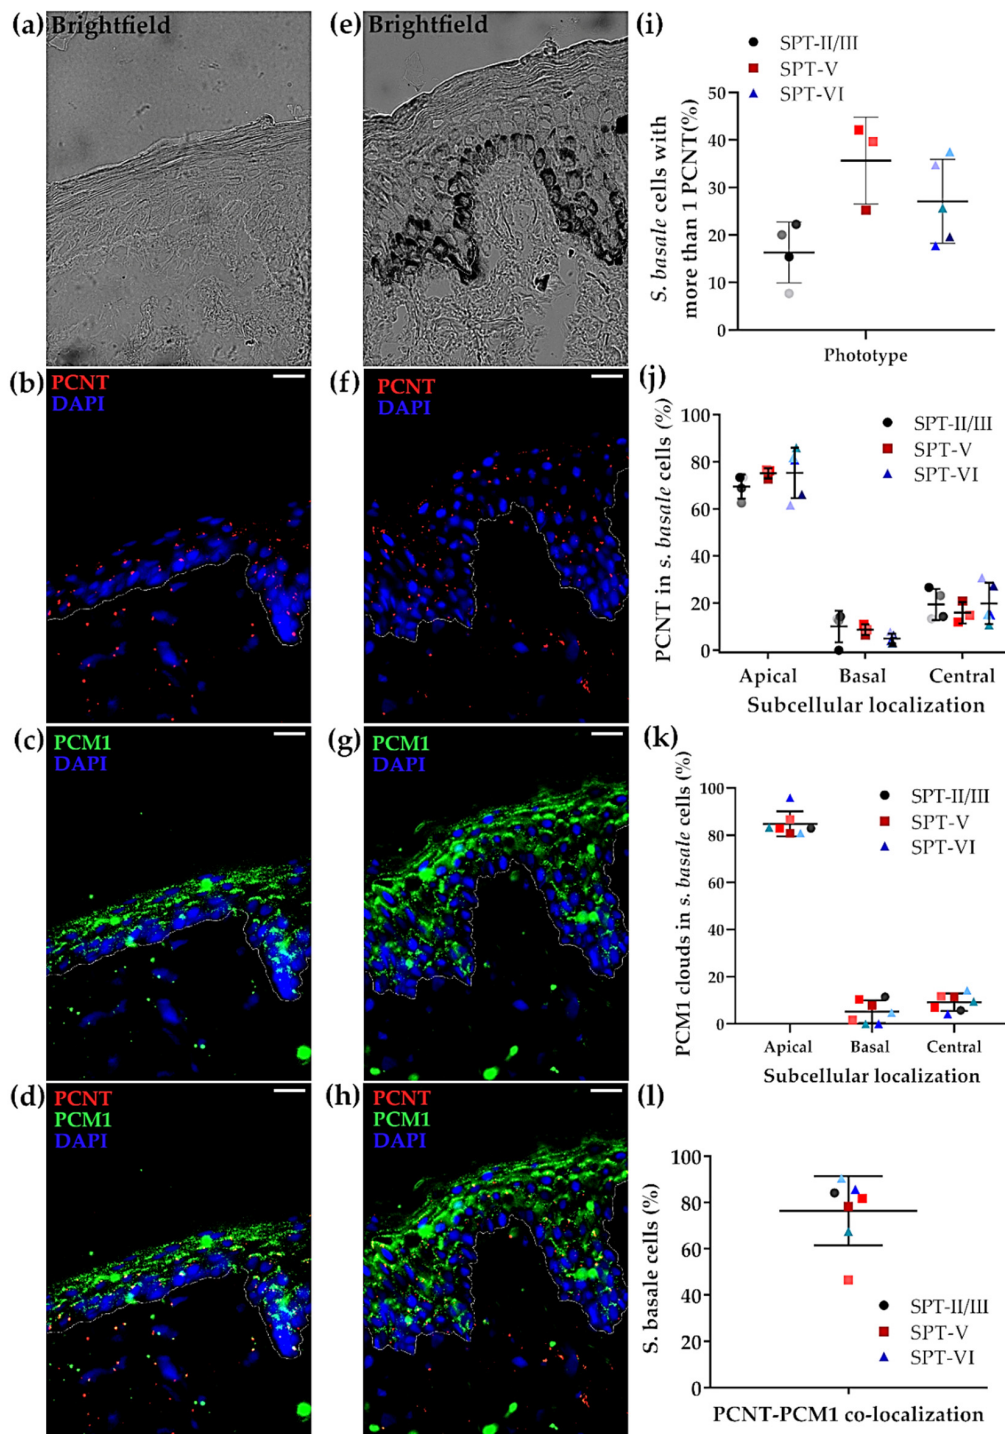 (a)
Brightfield
(b)
PCNT
DAPI
(c)
PCM1
DAPI
(d)
PCNT
PCM1
DAPI
(e)
Brightfield
(f)
PCNT
DAPI
(g)
PCM1
DAPI
(h)
PCNT
PCM1
DAPI
(i)
SPT-II/III
SPT-V
SPT-VI
S. basale cells with
more than 1 PCNT(%)
50
40
30
20
10
0
Phototype
(j)
PCNT in s. basale cells (%)
100
80
60
40
20
0
SPT-II/III
SPT-V
SPT-VI
Apical Basal Central
Subcellular localization
(k)
PCM1 clouds in s. basale cells (%)
100
80
60
40
20
0
SPT-II/III
SPT-V
SPT-VI
Apical Basal Central
Subcellular localization
(l)
S. basale cells (%)
100
80
60
40
20
0
SPT-II/III
SPT-V
SPT-VI
PCNT-PCM1 co-localization